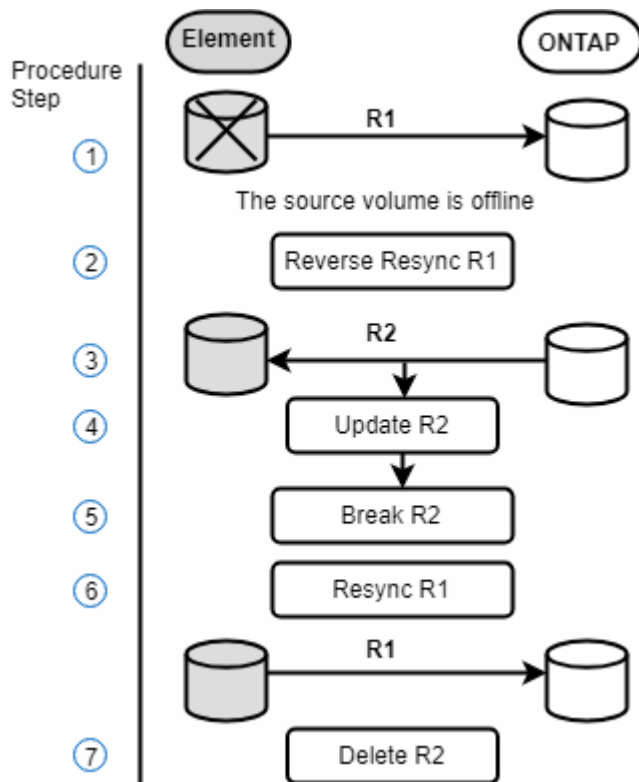 Element
ONTAP
Procedure
Step
R1
1
The source volume is offline
2
Reverse Resync R1
R2
3
4
Update R2
5
Break R2
6
Resync R1
R1
7
Delete R2